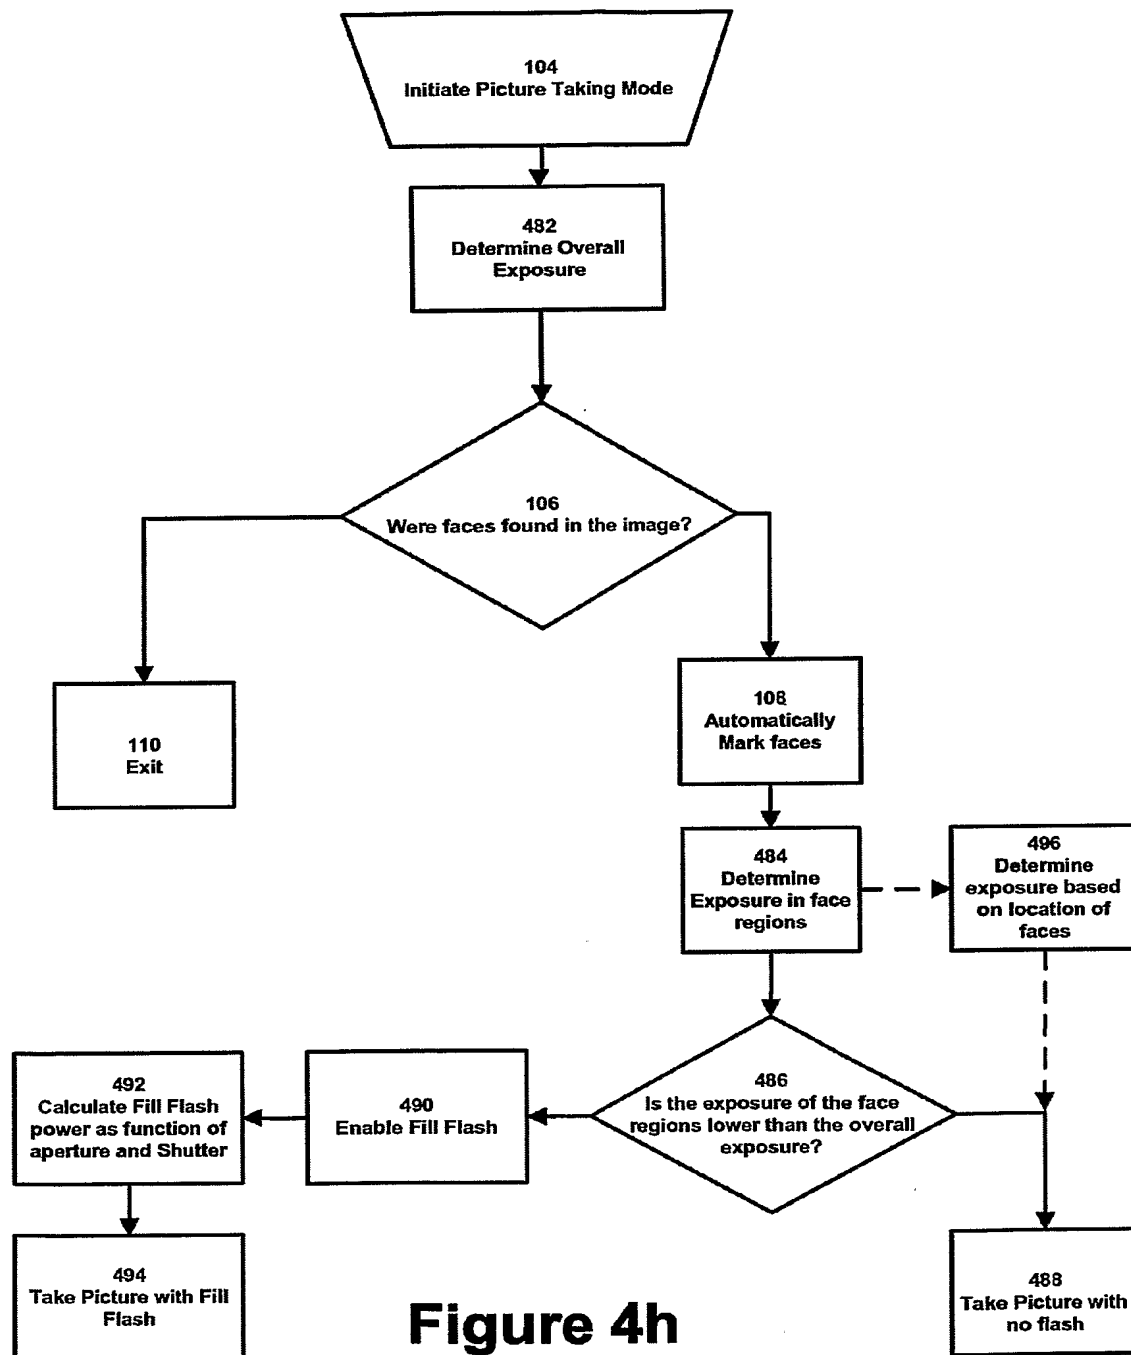 104
Initiate Picture Taking Mode
482
Determine Overall
Exposure
106
Were faces found in the image?
110
Exit
108
Automatically
Mark faces
484
Determine
Exposure in face
regions
496
Determine
exposure based
on location of
faces
486
Is the exposure of the face
regions lower than the overall
exposure?
490
Enable Fill Flash
492
Calculate Fill Flash
power as function of
aperture and Shutter
494
Take Picture with Fill
Flash
488
Take Picture with
no flash
Figure 4h